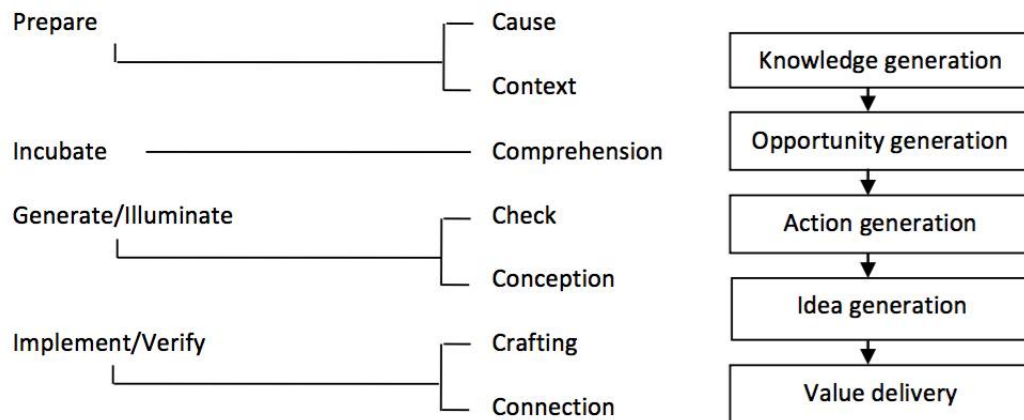 Prepare
Cause
Context
Incubate
Comprehension
Generate/Illuminate
Check
Conception
Implement/Verify
Crafting
Connection
Knowledge generation
Opportunity generation
Action generation
Idea generation
Value delivery